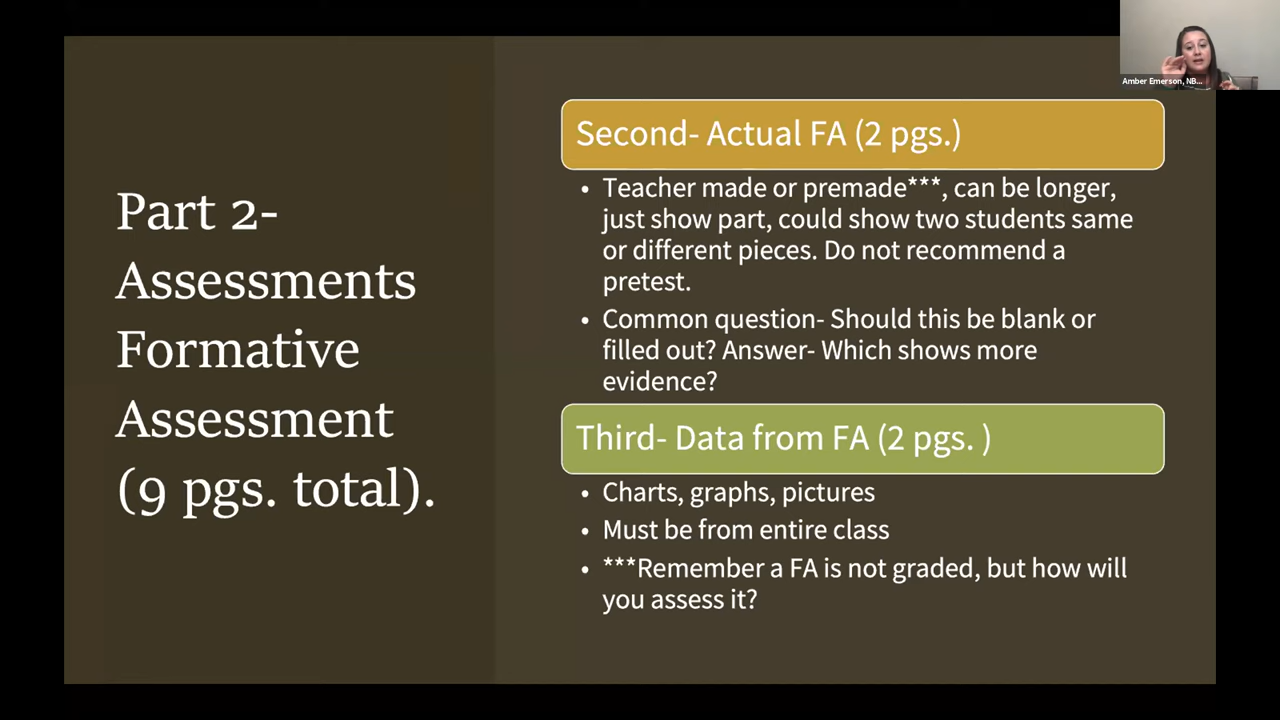 Part 2-
Assessments
Formative
Assessment
(9 pgs. total).
Second- Actual FA (2 pgs.)
• Teacher made or premade***, can be longer,
just show part, could show two students same
or different pieces. Do not recommend a
pretest.
• Common question- Should this be blank or
filled out? Answer- Which shows more
evidence?
Third- Data from FA (2 pgs. )
• Charts, graphs, pictures
• Must be from entire class
• ***Remember a FA is not graded, but how will
you assess it?
Amber Emerson, NB...